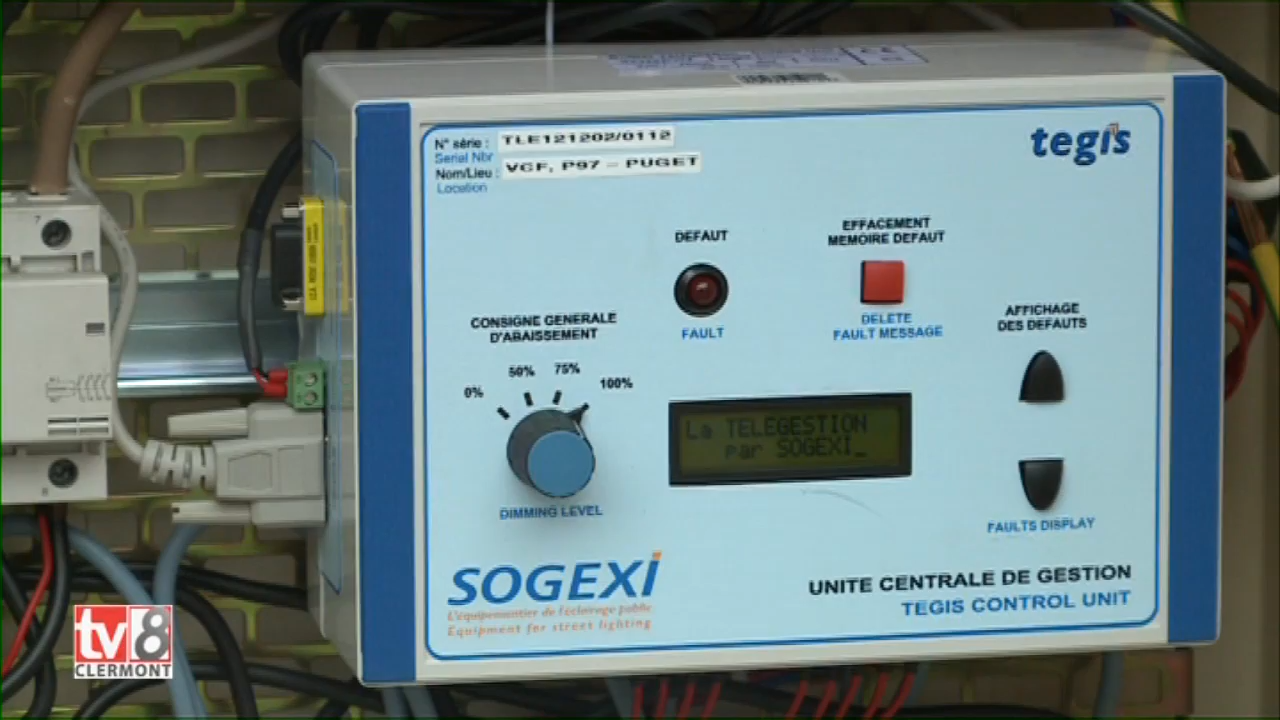 N° série : TLE121202/0112
Serial Nbr
Nom/Lieu : VGF, P97 - PUGET
Location
tegis
DEFAUT
FAULT
EFFACEMENT
MEMOIRE DEFAUT
DELETE
FAULT MESSAGE
AFFICHAGE
DES DEFAUTS
FAULTS DISPLAY
CONSIGNE GENERALE
D'ABAISSEMENT
0% 50% 75% 100%
DIMMING LEVEL
La TELEGESTION
par SOGEXI_
SOGEXI
L'équipementier de l'éclairage public
Equipment for street lighting
UNITE CENTRALE DE GESTION
TEGIS CONTROL UNIT
tv8
CLERMONT